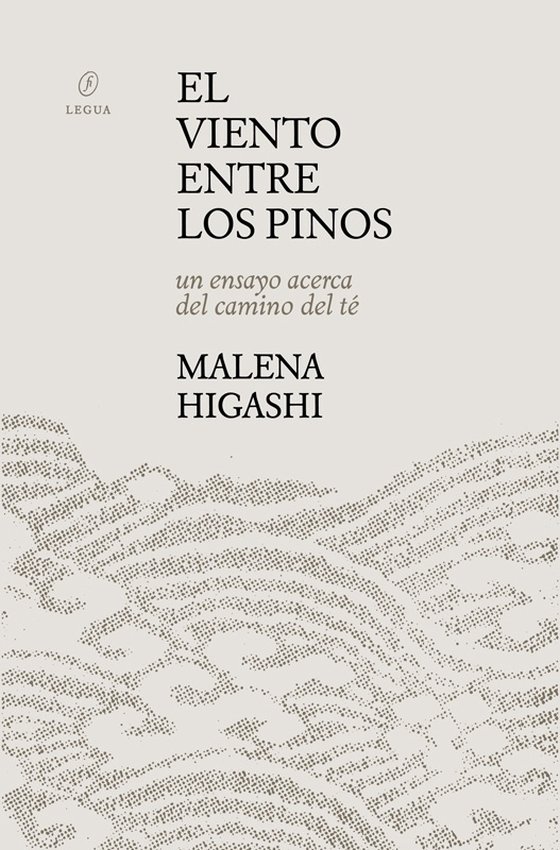 LEGUA
EL
VIENTO
ENTRE
LOS PINOS
un ensayo acerca
del camino del té
MALENA
HIGASHI